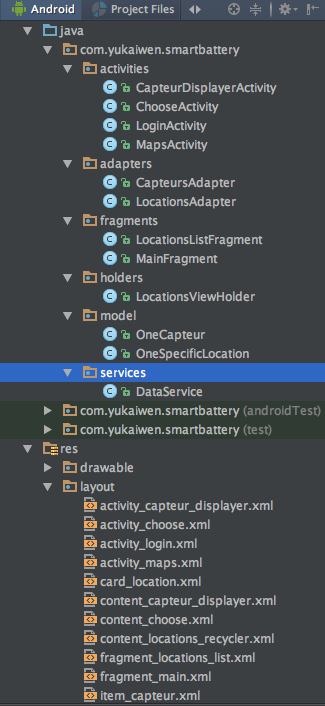 Android Project Files
java
com.yukaiwen.smartbattery
activities
CapteurDisplayerActivity
ChooseActivity
LoginActivity
MapsActivity
adapters
CapteursAdapter
LocationsAdapter
fragments
LocationsListFragment
MainFragment
holders
LocationsViewHolder
model
OneCapteur
OneSpecificLocation
services
DataService
com.yukaiwen.smartbattery (androidTest)
com.yukaiwen.smartbattery (test)
res
drawable
layout
activity_capteur_displayer.xml
activity_choose.xml
activity_login.xml
activity_maps.xml
card_location.xml
content_capteur_displayer.xml
content_choose.xml
content_locations_recycler.xml
fragment_locations_list.xml
fragment_main.xml
item_capteur.xml